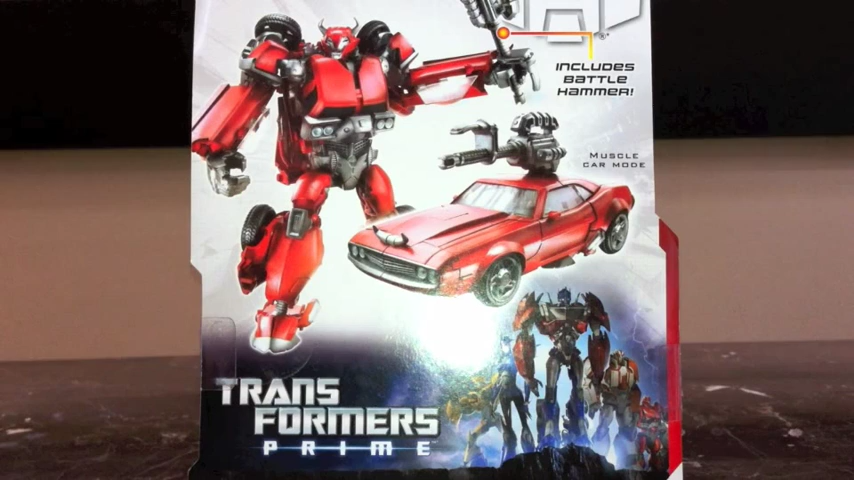 INCLUDES
BATTLE
HAMMER!
MUSCLE
CAR MODE
TRANS
FORMERS
PRIME